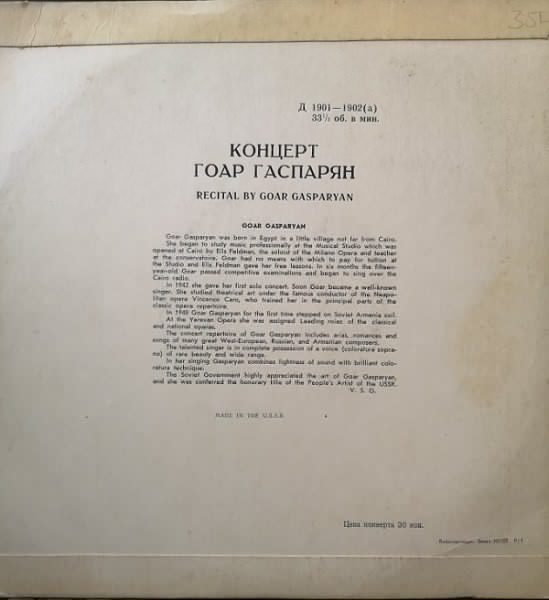 35
Д 1901—1902(а)
33⅓ об. в мин.
КОНЦЕРТ
ГОАР ГАСПАРЯН
RECITAL BY GOAR GASPARYAN
GOAR GASPARYAN
Goar Gasparyan was born in Egypt in a little village not far from Cairo.
She began to study music professionally at the Musical Studio which was
opened at Cairo by Ells Feldman, the soloist of the Milano Opera and teacher
at the conservatoire. Goar had no means with which to pay for tuition at
the Studio and Ells Feldman gave her free lessons. In six months the fifteen-
year-old Goar passed competitive examinations and began to sing over the
Cairo radio.
In 1942 she gave her first solo concert. Soon Goar became a well-known
singer. She studied theatrical art under the famous conductor of the Neapo-
litan opera Vincenzo Caro, who trained her in the principal parts of the
classic opera repertoire.
In 1948 Goar Gasparyan for the first time stepped on Soviet Armenia soil.
At the Yerevan Opera she was assigned Leading roles of the classical
and national operas.
The concert repertoire of Goar Gasparyan includes arias, romances and
songs of many great West-European, Russian, and Armenian composers.
The talented singer is in complete possession of a voice (coloratura sopra-
no) of rare beauty and wide range.
In her singing Gasparyan combines lightness of sound with brilliant colo-
rature technique.
The Soviet Government highly appreciated the art of Goar Gasparyan,
and she was conferred the honorary title of the People's Artist of the USSR.
V. S. G.
MADE IN THE U.S.S.R.
Цена конверта 30 коп.